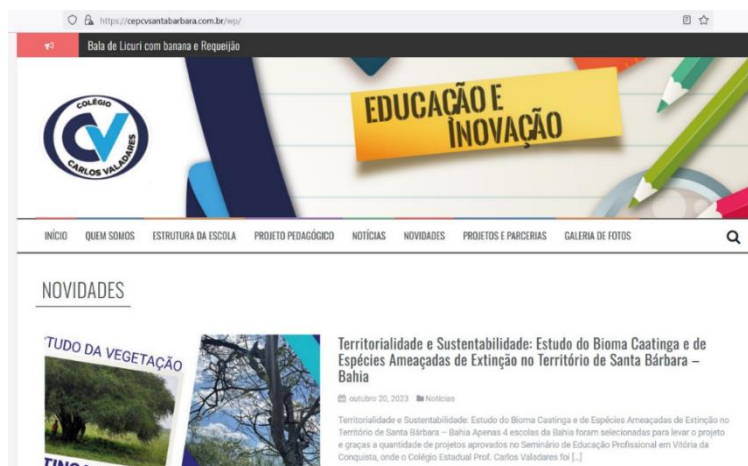 https://cepcvsantabarbara.com.br/wp/
Bala de Licuri com banana e Requeijão
COLÉGIO
CV
CARLOS VALADARES
EDUCAÇÃO E
INOVAÇÃO
INÍCIO QUEM SOMOS ESTRUTURA DA ESCOLA PROJETO PEDAGÓGICO NOTÍCIAS NOVIDADES PROJETOS E PARCERIAS GALERIA DE FOTOS
NOVIDADES
TUDO DA VEGETAÇÃO
Territorialidade e Sustentabilidade: Estudo do Bioma Caatinga e de
Espécies Ameaçadas de Extinção no Território de Santa Bárbara –
Bahia
outubro 20, 2023 Notícias
Territorialidade e Sustentabilidade: Estudo do Bioma Caatinga e de Espécies Ameaçadas de Extinção no
Território de Santa Bárbara – Bahia Apenas 4 escolas da Bahia foram selecionadas para levar o projeto
e graças a quantidade de projetos aprovados no Seminário de Educação Profissional em Vitória da
Conquista, onde o Colégio Estadual Prof. Carlos Valadares foi [...]